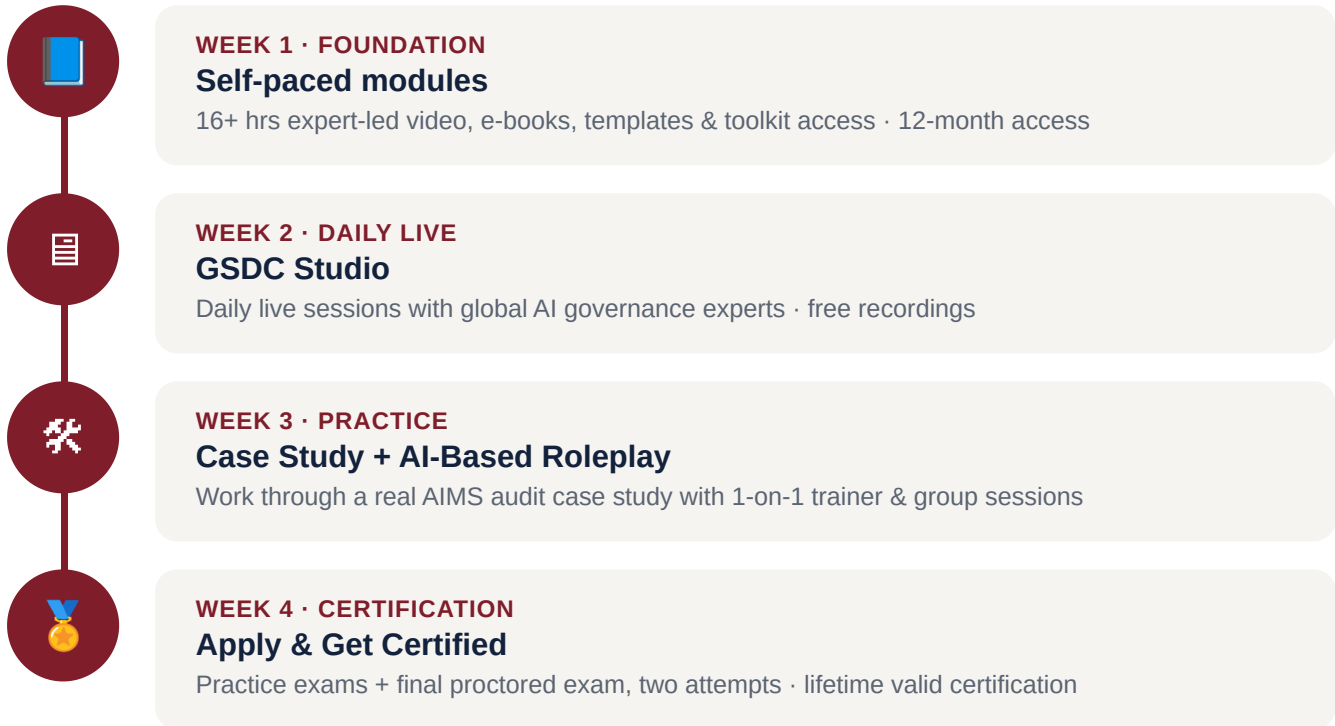 WEEK 1 · FOUNDATION
Self-paced modules
16+ hrs expert-led video, e-books, templates & toolkit access · 12-month access
WEEK 2 · DAILY LIVE
GSDC Studio
Daily live sessions with global AI governance experts · free recordings
WEEK 3 · PRACTICE
Case Study + AI-Based Roleplay
Work through a real AIMS audit case study with 1-on-1 trainer & group sessions
WEEK 4 · CERTIFICATION
Apply & Get Certified
Practice exams + final proctored exam, two attempts · lifetime valid certification